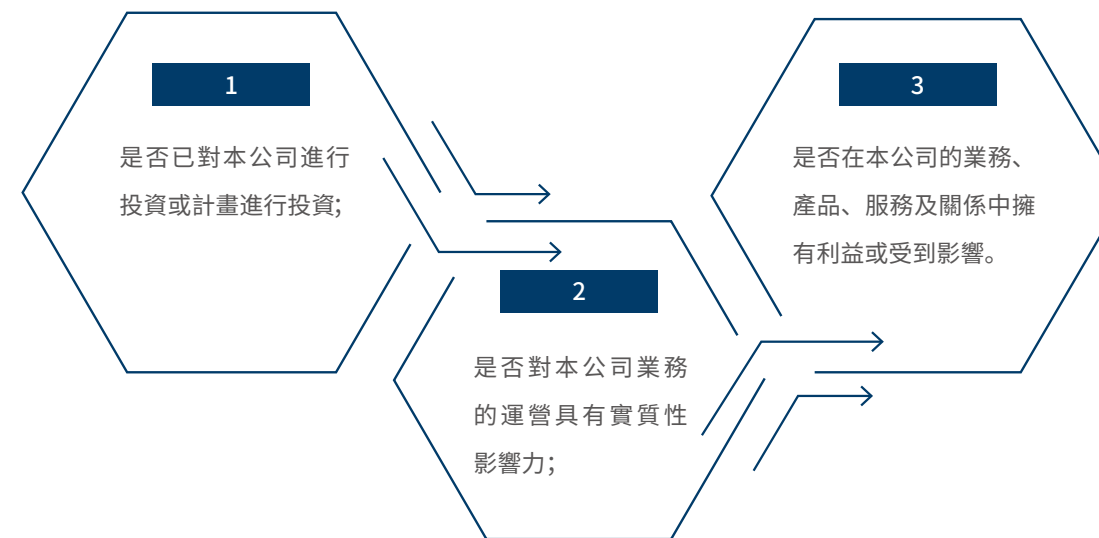 1
是否已對本公司進行
投資或計畫進行投資;
2
是否對本公司業務
的運營具有實質性
影響力;
3
是否在本公司的業務、
產品、服務及關係中擁
有利益或受到影響。